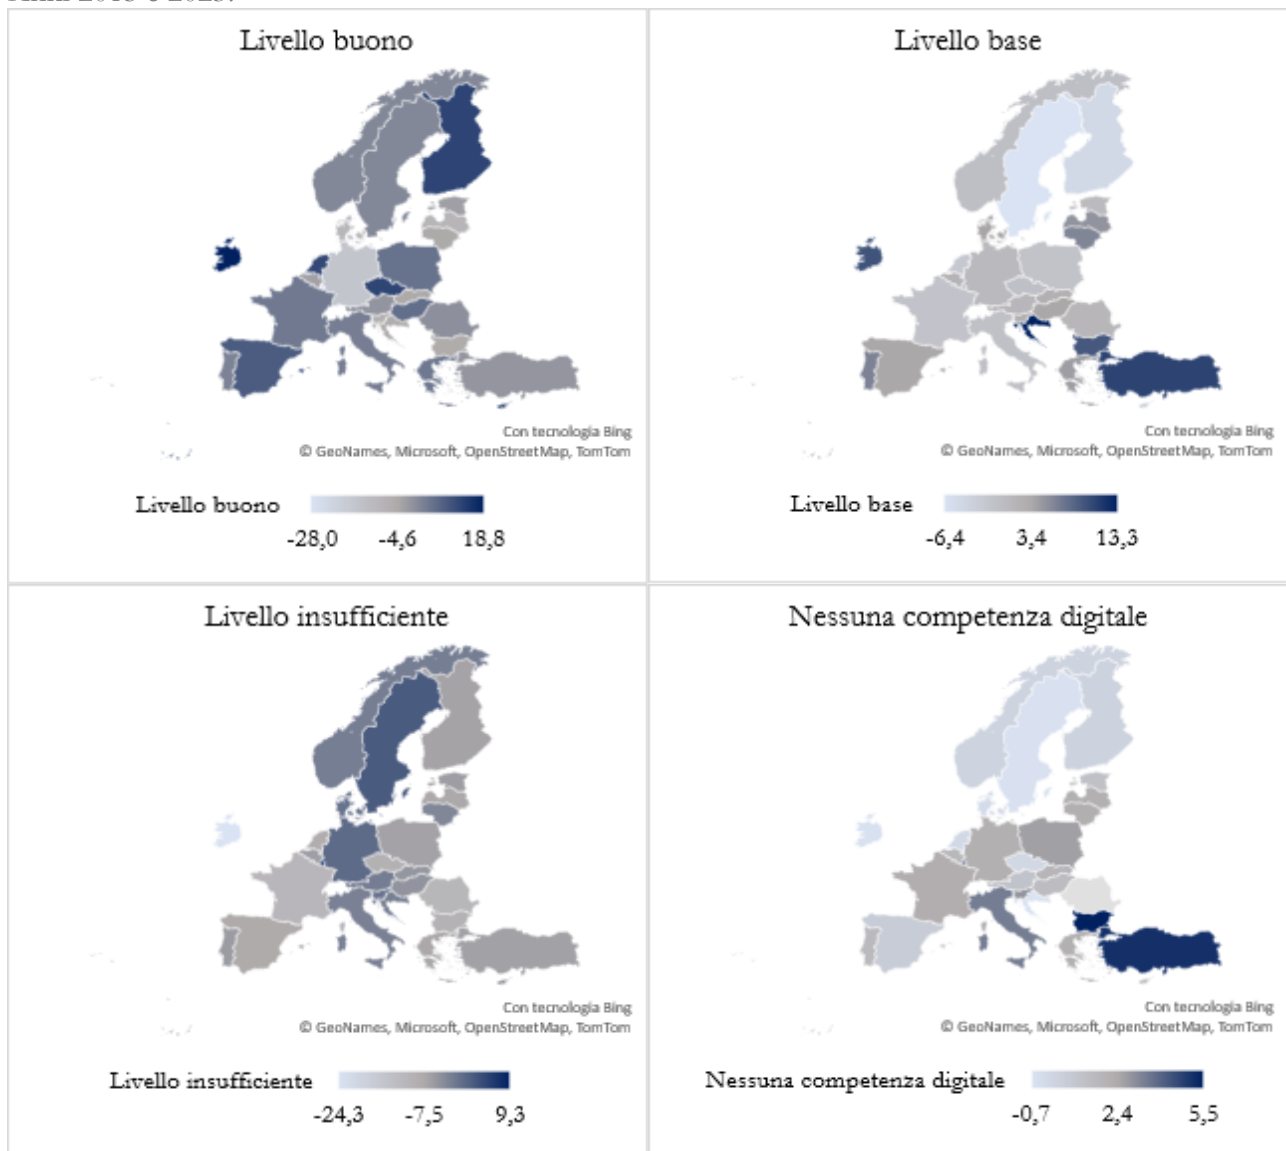 Anni e 2023.
Livello buono
Con tecnologia Bing
© GeoNames, Microsoft, OpenStreetMap, TomTom
Livello buono
-28,0 -4,6 18,8
Livello base
Con tecnologia Bing
© GeoNames, Microsoft, OpenStreetMap, TomTom
Livello base
-6,4 3,4 13,3
Livello insufficiente
Con tecnologia Bing
© GeoNames, Microsoft, OpenStreetMap, TomTom
Livello insufficiente
-24,3 -7,5 9,3
Nessuna competenza digitale
Con tecnologia Bing
© GeoNames, Microsoft, OpenStreetMap, TomTom
Nessuna competenza digitale
-0,7 2,4 5,5